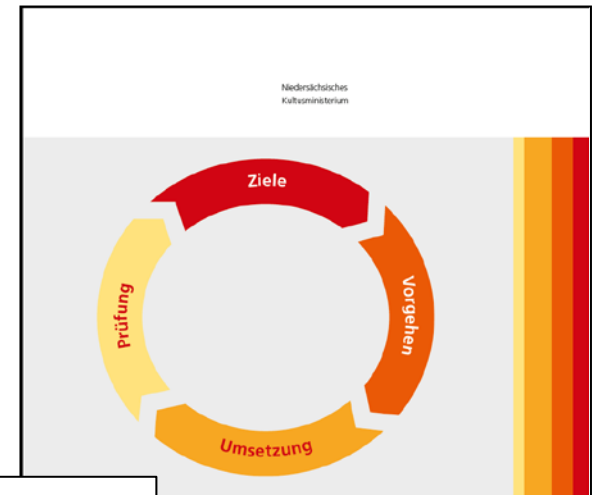 Niedersächsisches
Kultusministerium
Ziele
Vorgehen
Umsetzung
Prüfung